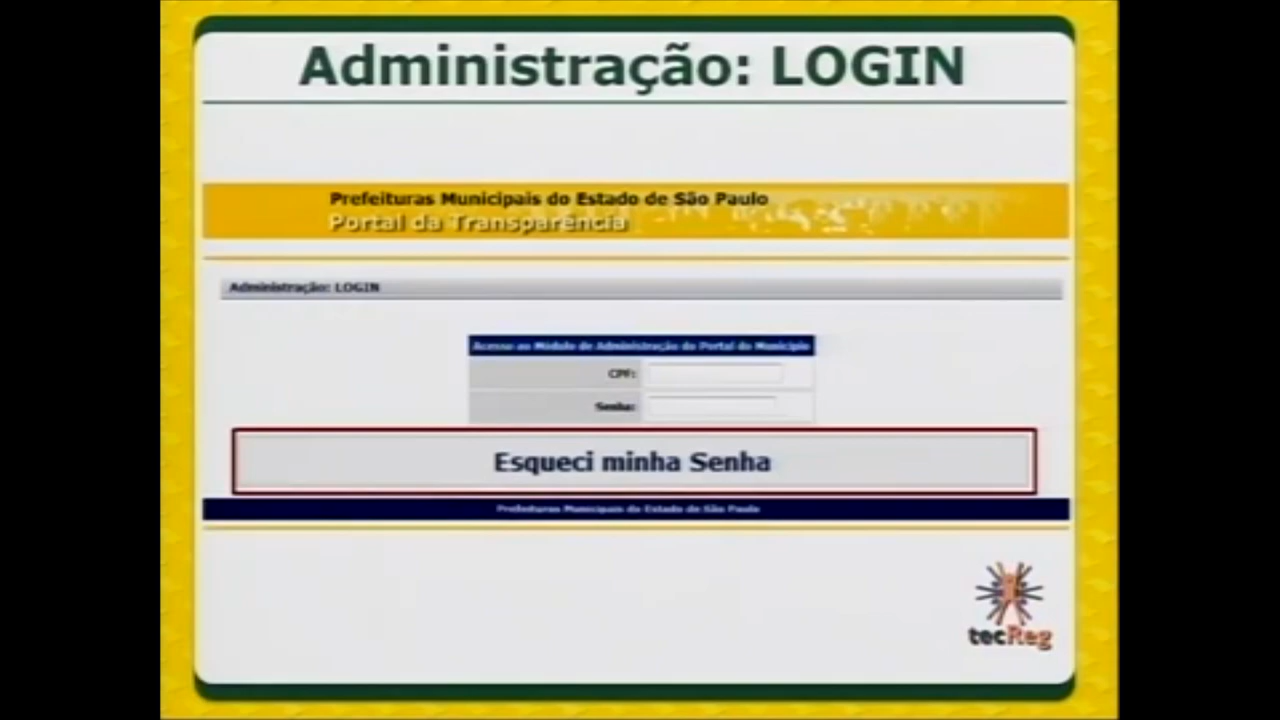 Administração: LOGIN
Prefeituras Municipais do Estado de São Paulo
Portal da Transparência
Administração: LOGIN
Acesso ao Módulo de Administração do Portal do Município
CPF:
Senha:
Esqueci minha Senha
Prefeituras Municipais do Estado de São Paulo
tecReg